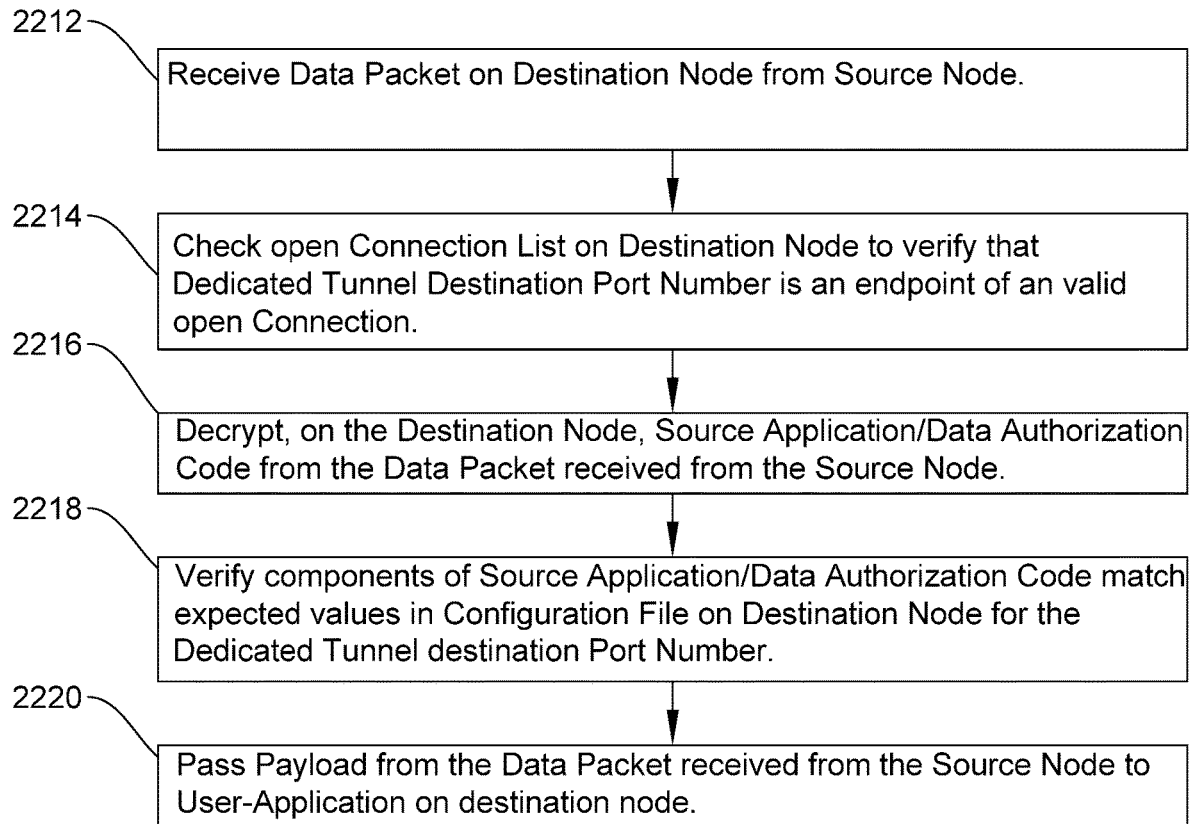 2212
Receive Data Packet on Destination Node from Source Node.
2214
Check open Connection List on Destination Node to verify that
Dedicated Tunnel Destination Port Number is an endpoint of an valid
open Connection.
2216
Decrypt, on the Destination Node, Source Application/Data Authorization
Code from the Data Packet received from the Source Node.
2218
Verify components of Source Application/Data Authorization Code match
expected values in Configuration File on Destination Node for the
Dedicated Tunnel destination Port Number.
2220
Pass Payload from the Data Packet received from the Source Node to
User-Application on destination node.